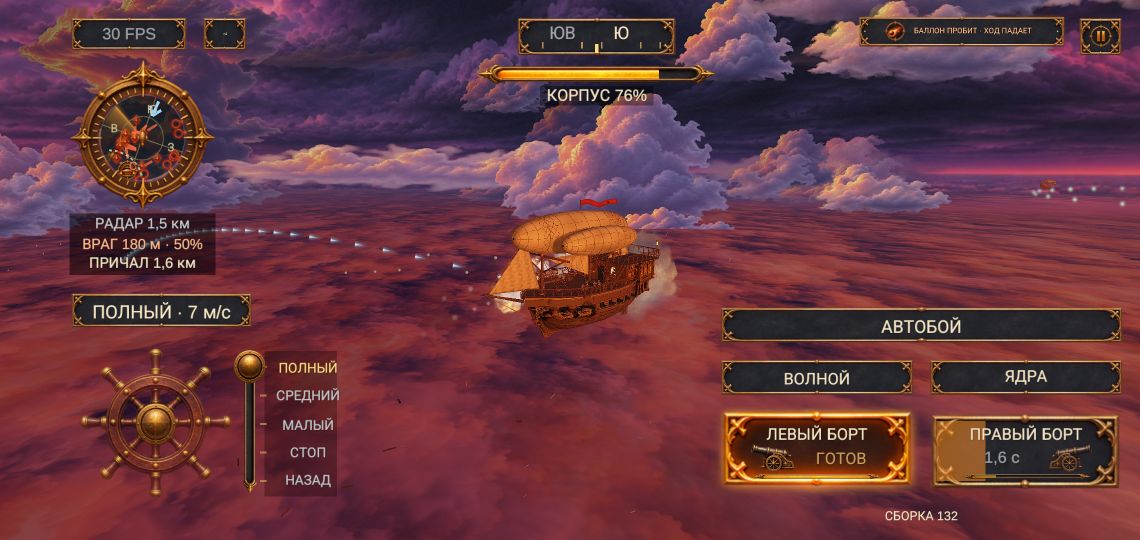 30 FPS
ЮВ Ю
БАЛЛОН ПРОБИТ · ХОД ПАДАЕТ
КОРПУС 76%
В
З
РАДАР 1,5 км
ВРАГ 180 м · 50%
ПРИЧАЛ 1,6 км
ПОЛНЫЙ · 7 м/с
ПОЛНЫЙ
СРЕДНИЙ
МАЛЫЙ
СТОП
НАЗАД
АВТОБОЙ
ВОЛНОЙ
ЯДРА
ЛЕВЫЙ БОРТ
ГОТОВ
ПРАВЫЙ БОРТ
1,6 с
СБОРКА 132